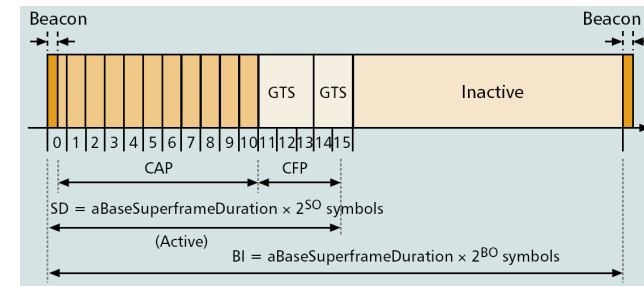 Beacon Beacon
GTS GTS Inactive
0 1 2 3 4 5 6 7 8 9 10 11 12 13 14 15
CAP CFP
SD = aBaseSuperframeDuration × 2^SO symbols
(Active)
BI = aBaseSuperframeDuration × 2^BO symbols